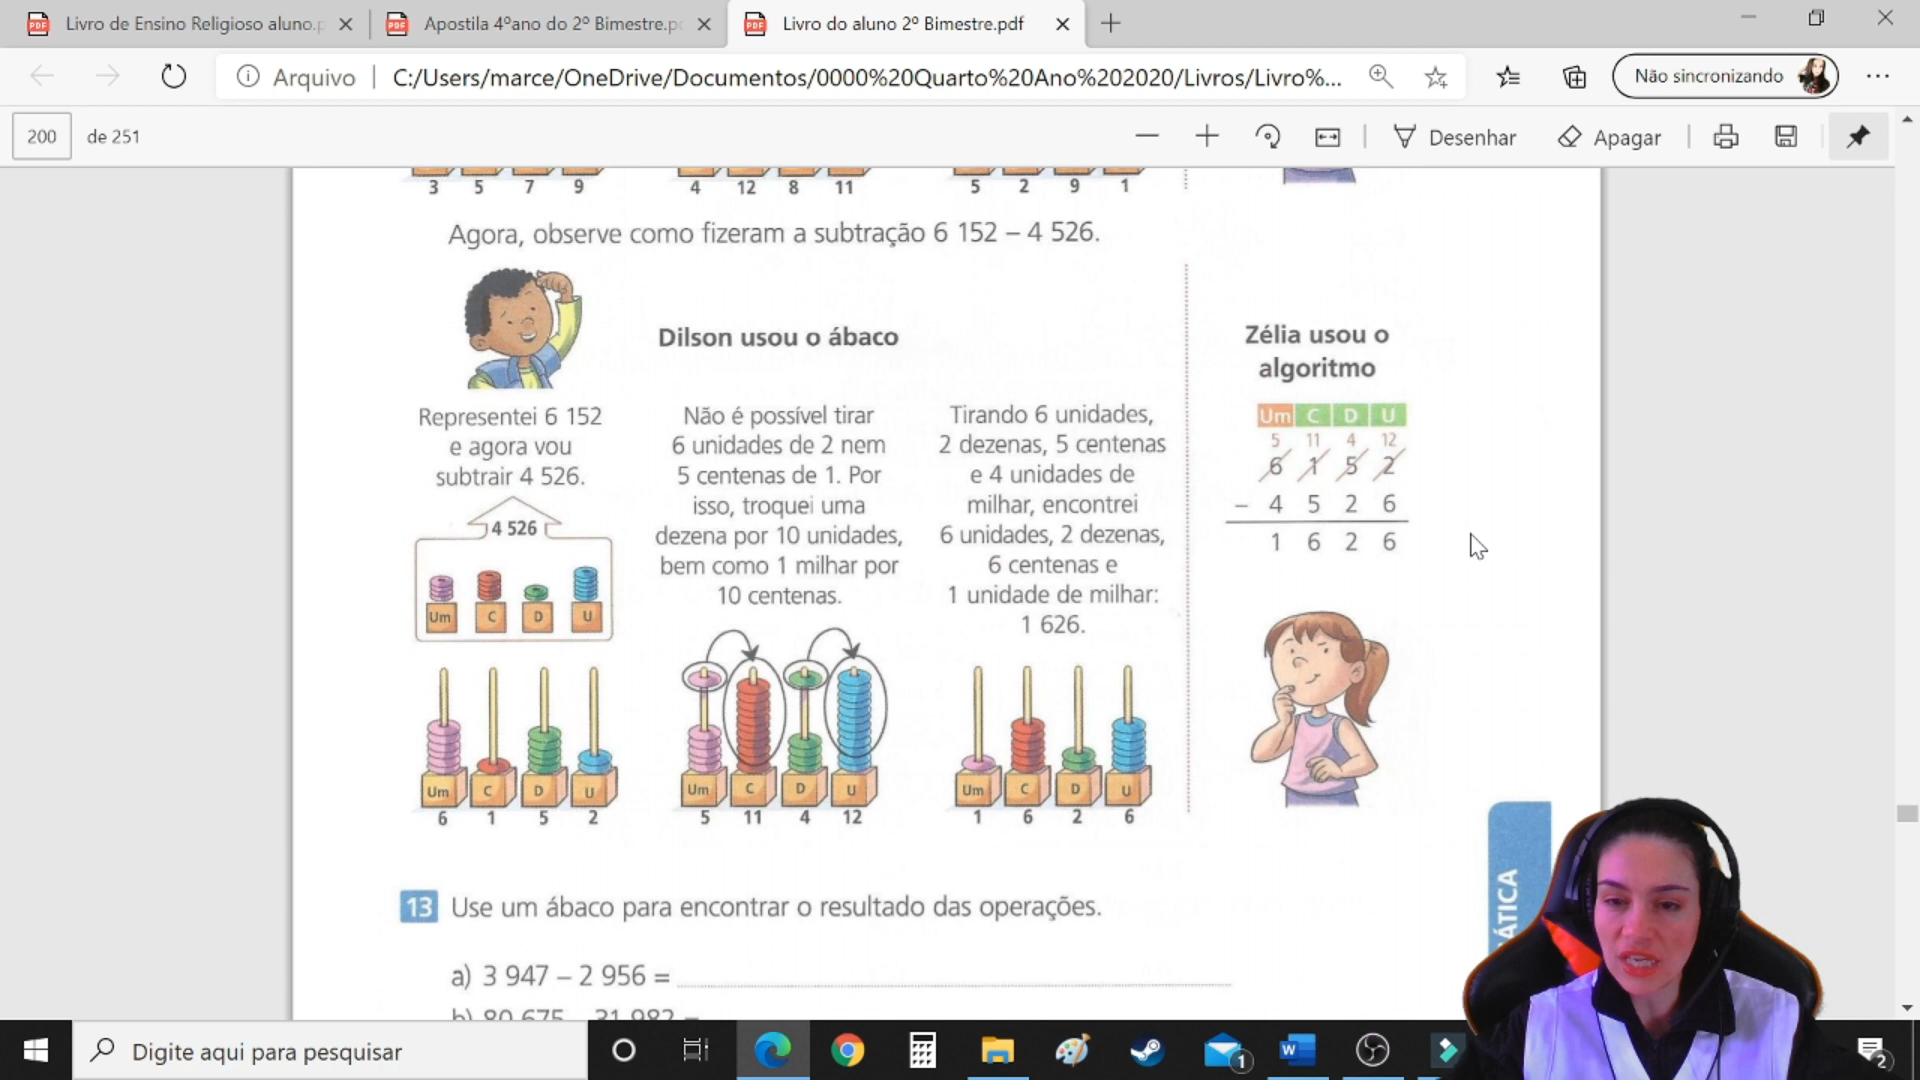 Livro de Ensino Religioso aluno.p
Apostila 4ºano do 2º Bimestre.pd
Livro do aluno 2º Bimestre.pdf
Arquivo
C:/Users/marce/OneDrive/Documentos/0000%20Quarto%20Ano%202020/Livros/Livro%...
Não sincronizando
200 de 251
Desenhar
Apagar
3 5 7 9
4 12 8 11
5 2 9 1
Agora, observe como fizeram a subtração 6 152 – 4 526.
Dilson usou o ábaco
Representei 6 152
e agora vou
subtrair 4 526.
4 526
Um C D U
Um C D U
6 1 5 2
Não é possível tirar
6 unidades de 2 nem
5 centenas de 1. Por
isso, troquei uma
dezena por 10 unidades,
bem como 1 milhar por
10 centenas.
Um C D U
5 11 4 12
Tirando 6 unidades,
2 dezenas, 5 centenas
e 4 unidades de
milhar, encontrei
6 unidades, 2 dezenas,
6 centenas e
1 unidade de milhar:
1 626.
Um C D U
1 6 2 6
Zélia usou o
algoritmo
Um C D U
5 11 4 12
6 1 5 2
– 4 5 2 6
1 6 2 6
13 Use um ábaco para encontrar o resultado das operações.
a) 3 947 – 2 956 =
b) 80 675 – 31 982 =
ÁTICA
Digite aqui para pesquisar
1
W
2